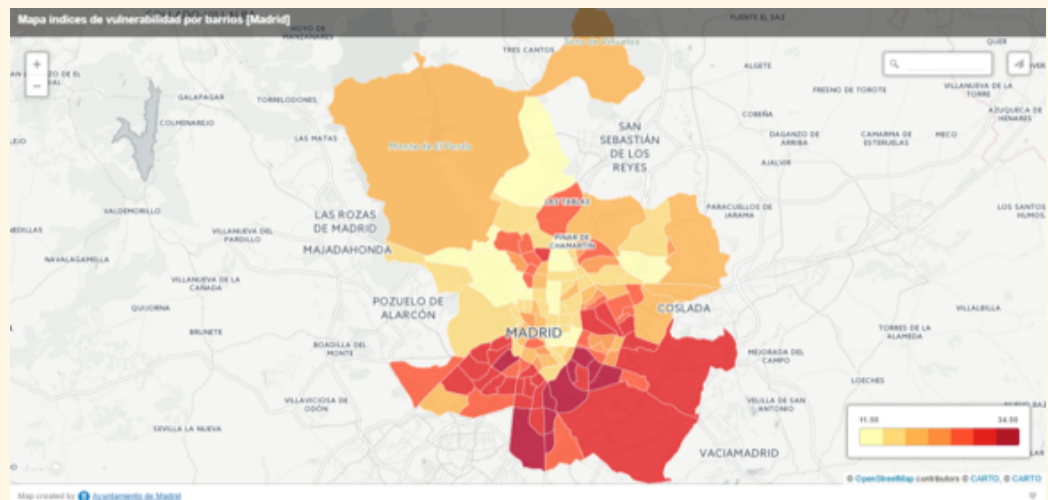 Mapa índices de vulnerabilidad por barrios [Madrid]
FUENTE EL SAZ
TRES CANTOS
ALGETE
+
−
GALAPAGAR
TORRELODONES
FRESNO DE TOROTE
VILLANUEVA DE LA
TORRE
COLMENAREJO
COBEÑA
AZUQUECA DE
HENARES
LAS MATAS
Monte de El Pardo
SAN
SEBASTIÁN
DE LOS
REYES
DAGANZO DE
ARRIBA
CAMARMA DE
ESTERUELAS
MECO
AJALVIR
VALDEMORILLO
LAS ROZAS
DE MADRID
LAS TABLAS
PARACUELLOS DE
JARAMA
LOS SANTOS
HUMOS
VILLANUEVA DEL
PARDILLO
PINAR DE
CHAMARTÍN
MAJADAHONDA
NAVALAGAMELLA
VILLANUEVA DE LA
CAÑADA
QUIJORNA
POZUELO DE
ALARCÓN
COSLADA
VILLALBILLA
BRUNETE
MADRID
TORRES DE LA
ALAMEDA
BOADILLA DEL
MONTE
MEJORADA DEL
CAMPO
LOECHES
VILLAVICIOSA DE
ODÓN
VELILLA DE SAN
ANTONIO
SEVILLA LA NUEVA
11.98 34.98
VACIAMADRID
© OpenStreetMap contributors © CARTO, © CARTO
Map created by Ayuntamiento de Madrid